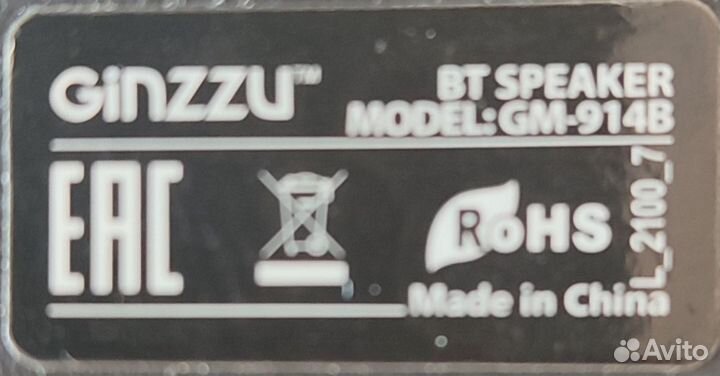 GINZZU™
BT SPEAKER
MODEL: GM-914B
EAC
RoHS
L_2100_7
Made in China
Avito